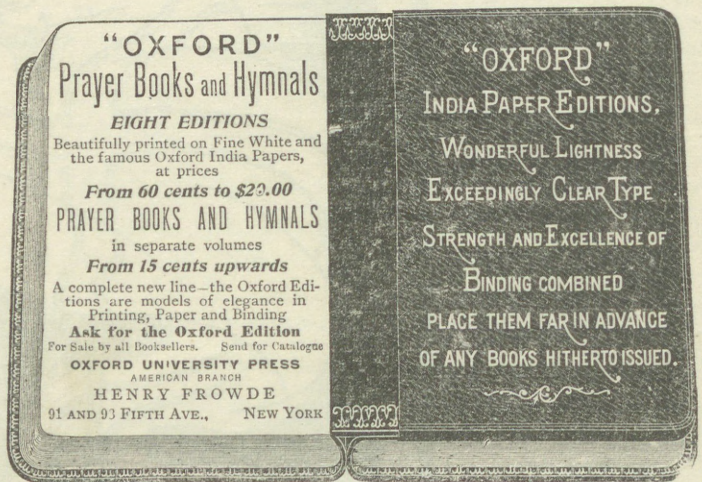 "OXFORD"
Prayer Books and Hymnals
EIGHT EDITIONS
Beautifully printed on Fine White and
the famous Oxford India Papers,
at prices
From 60 cents to $20.00
PRAYER BOOKS AND HYMNALS
in separate volumes
From 15 cents upwards
A complete new line—the Oxford Edi-
tions are models of elegance in
Printing, Paper and Binding
Ask for the Oxford Edition
For Sale by all Booksellers. Send for Catalogue
OXFORD UNIVERSITY PRESS
AMERICAN BRANCH
HENRY FROWDE
91 AND 93 FIFTH AVE., NEW YORK
"OXFORD"
INDIA PAPER EDITIONS,
WONDERFUL LIGHTNESS
EXCEEDINGLY CLEAR TYPE
STRENGTH AND EXCELLENCE OF
BINDING COMBINED
PLACE THEM FAR IN ADVANCE
OF ANY BOOKS HITHERTO ISSUED.